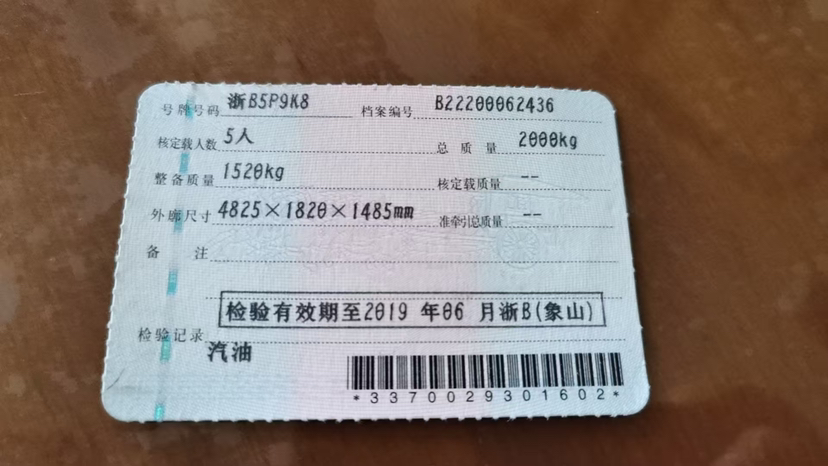 号牌号码 浙B5P9K8 档案编号 B22200062436
核定载人数 5人 总质量 2000kg
整备质量 1520kg 核定载质量 --
外廓尺寸 4825×1820×1485mm 准牵引总质量 --
备注
检验有效期至2019 年06 月浙B(象山)
检验记录
汽油
*3370029301602*